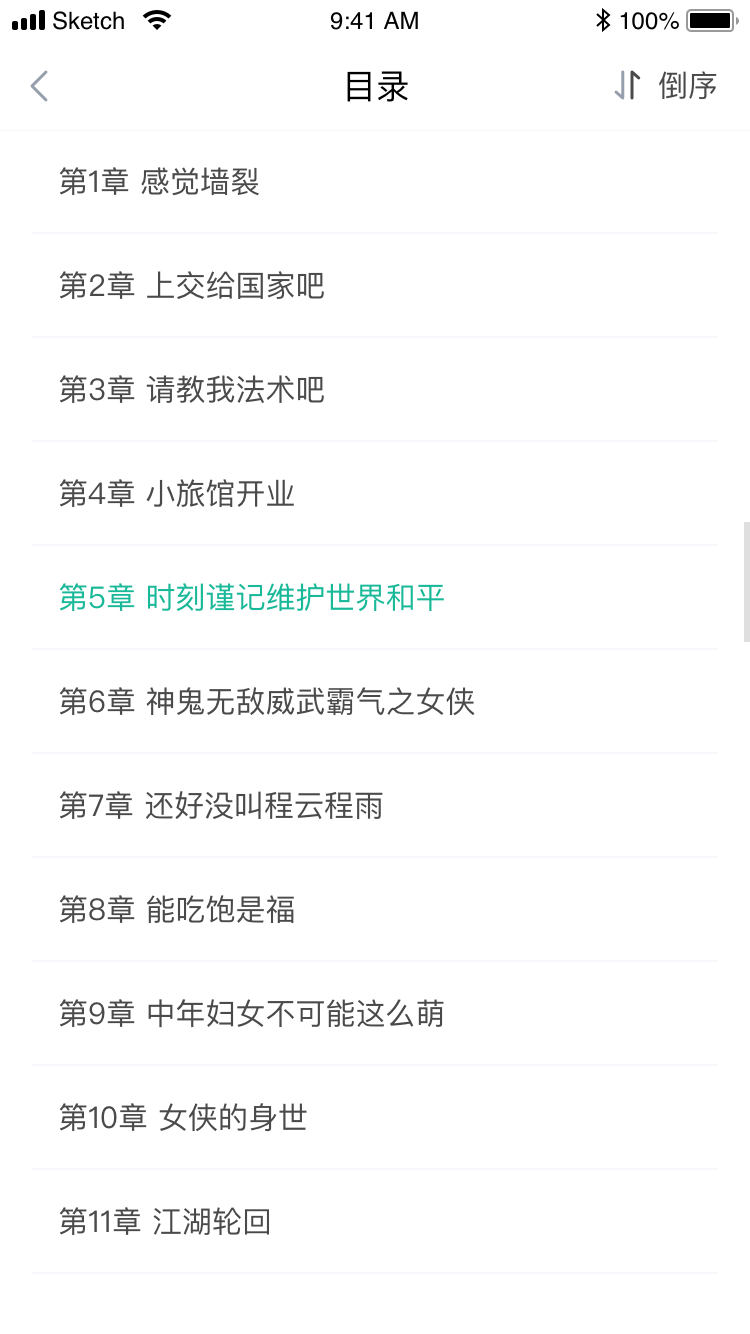 Sketch 9:41 AM 100%
目录 倒序
第1章 感觉墙裂
第2章 上交给国家吧
第3章 请教我法术吧
第4章 小旅馆开业
第5章 时刻谨记维护世界和平
第6章 神鬼无敌威武霸气之女侠
第7章 还好没叫程云程雨
第8章 能吃饱是福
第9章 中年妇女不可能这么萌
第10章 女侠的身世
第11章 江湖轮回